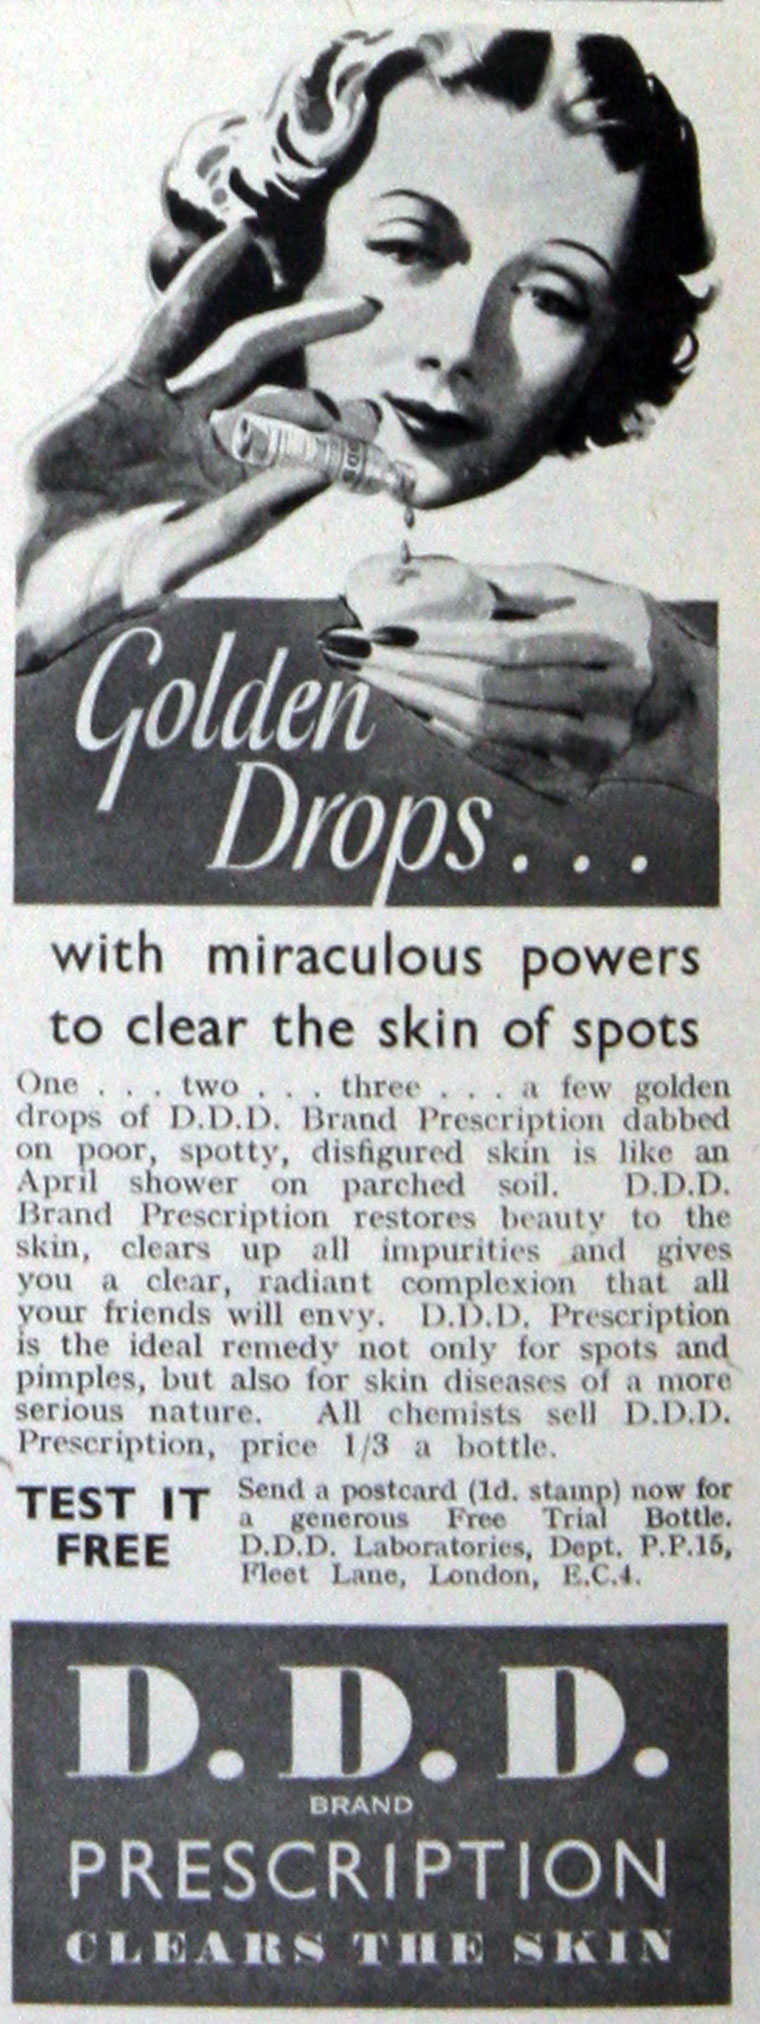 Golden
Drops...
with miraculous powers
to clear the skin of spots
One . . . two . . . three . . . a few golden
drops of D.D.D. Brand Prescription dabbed
on poor, spotty, disfigured skin is like an
April shower on parched soil. D.D.D.
Brand Prescription restores beauty to the
skin, clears up all impurities and gives
you a clear, radiant complexion that all
your friends will envy. D.D.D. Prescription
is the ideal remedy not only for spots and
pimples, but also for skin diseases of a more
serious nature. All chemists sell D.D.D.
Prescription, price 1/3 a bottle.
TEST IT
FREE
Send a postcard (1d. stamp) now for
a generous Free Trial Bottle.
D.D.D. Laboratories, Dept. P.P.15,
Fleet Lane, London, E.C.4.
D.D.D.
BRAND
PRESCRIPTION
CLEARS THE SKIN